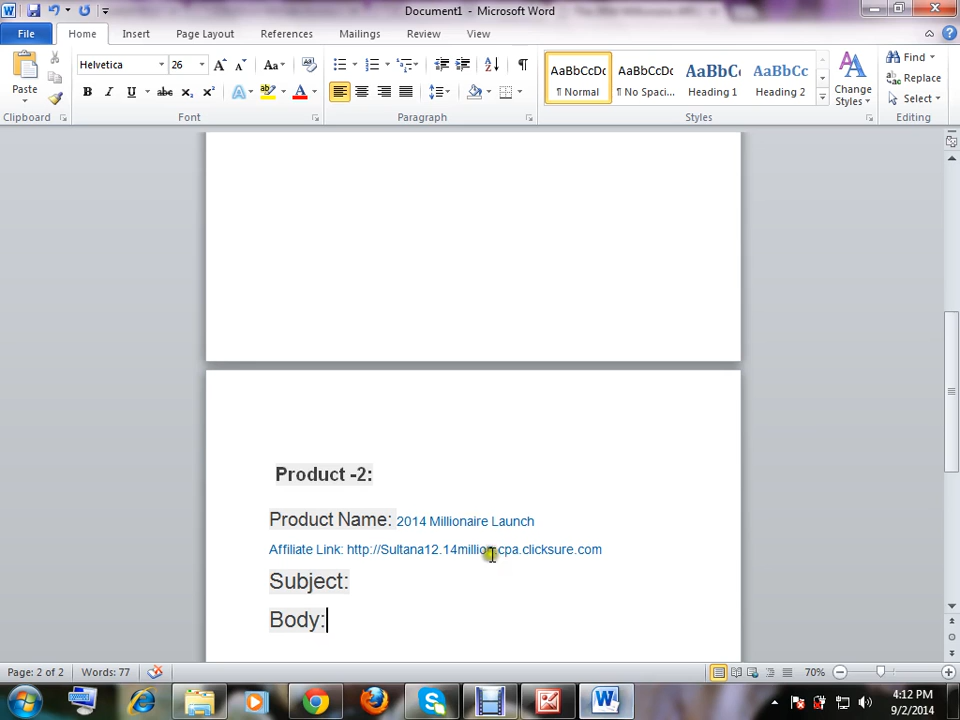 Document1 - Microsoft Word
File Home Insert Page Layout References Mailings Review View
Helvetica 26
Paste
Clipboard Font Paragraph Styles Editing
AaBbCcDc AaBbCcDc AaBbC AaBbCc
¶ Normal ¶ No Spaci... Heading 1 Heading 2
Change Styles
Find
Replace
Select
Product -2:
Product Name: 2014 Millionaire Launch
Affiliate Link: http://Sultana12.14millioncpa.clicksure.com
Subject:
Body:
Page: 2 of 2 Words: 77 70%
4:12 PM
9/2/2014